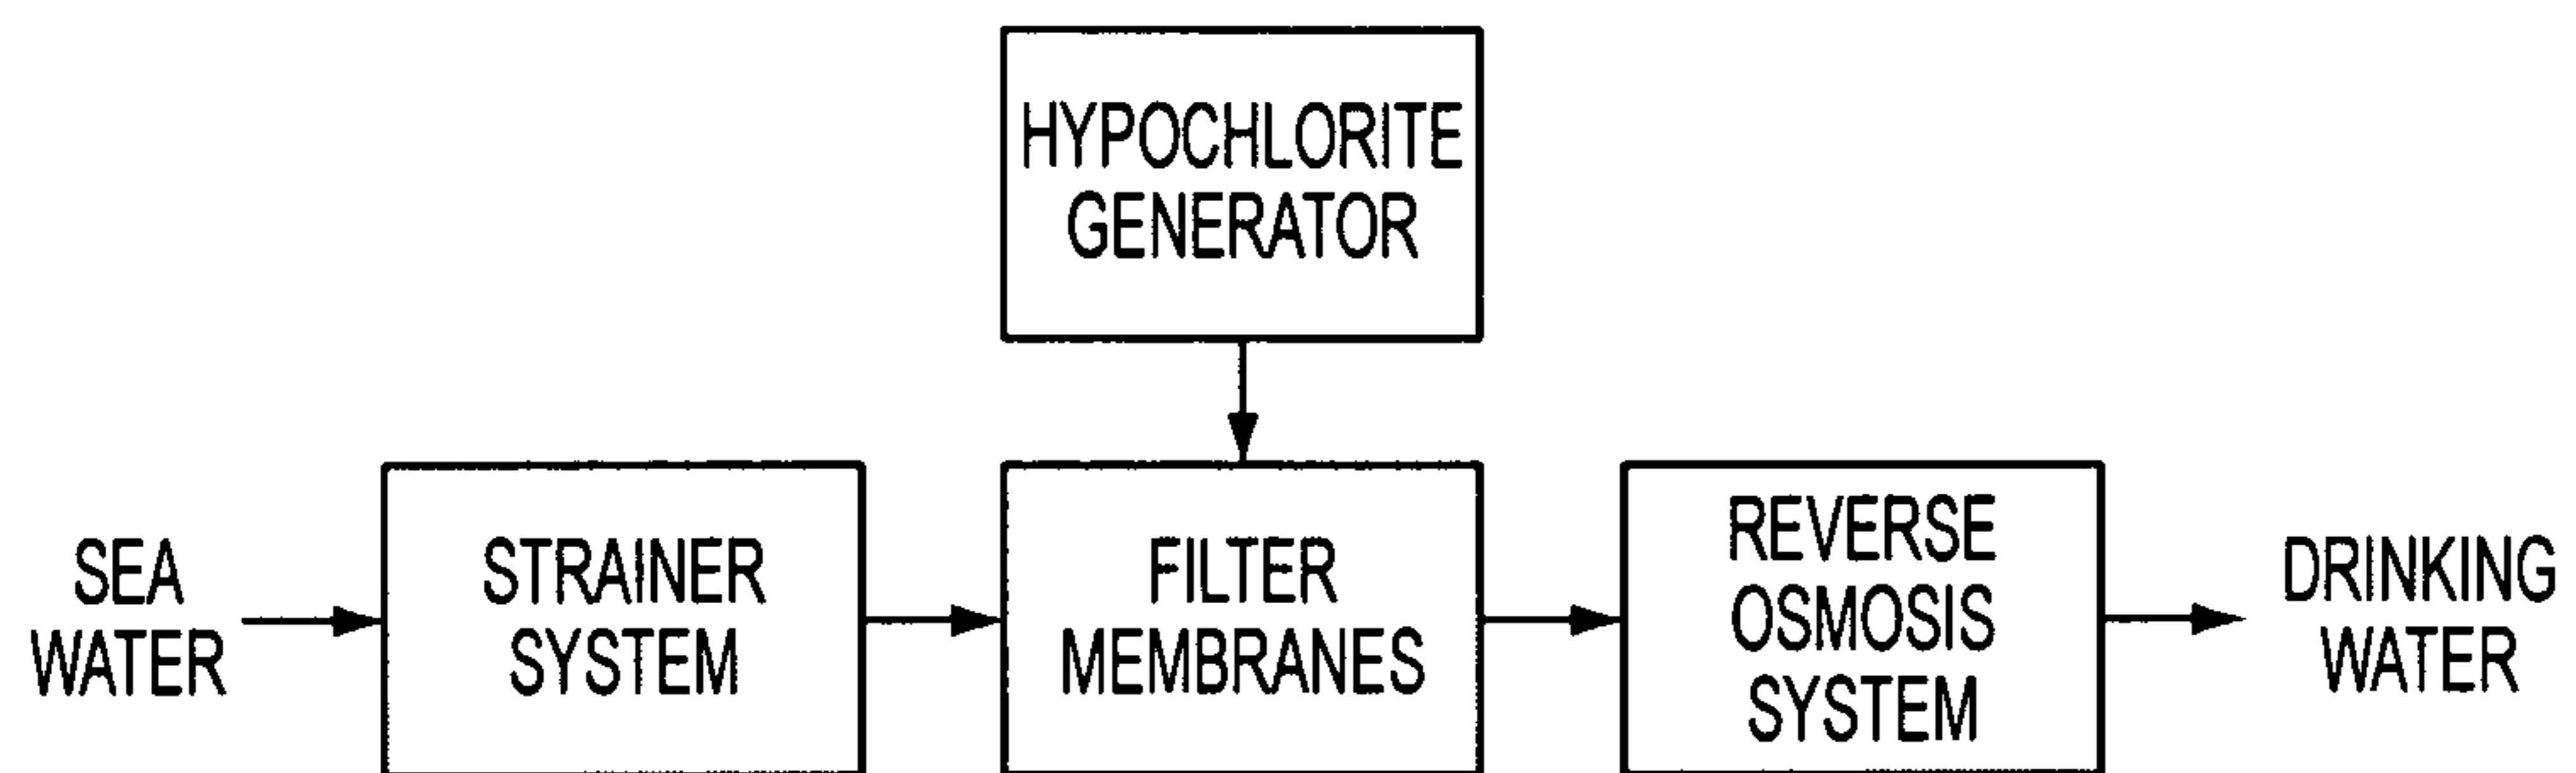 HYPOCHLORITE
GENERATOR
SEA
WATER
STRAINER
SYSTEM
FILTER
MEMBRANES
REVERSE
OSMOSIS
SYSTEM
DRINKING
WATER